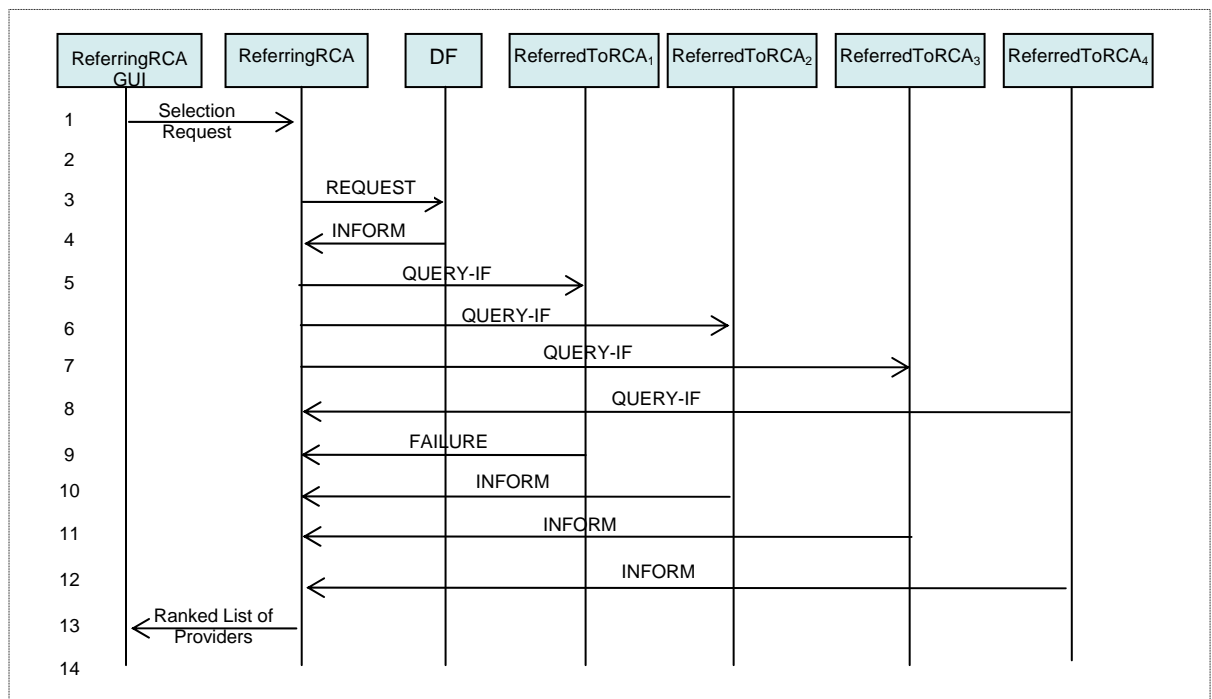 ReferringRCA
GUI
ReferringRCA
DF
ReferredToRCA₁
ReferredToRCA₂
ReferredToRCA₃
ReferredToRCA₄
1
Selection
Request
2
3
REQUEST
4
INFORM
5
QUERY-IF
6
QUERY-IF
7
QUERY-IF
8
QUERY-IF
9
FAILURE
10
INFORM
11
INFORM
12
INFORM
13
Ranked List of
Providers
14